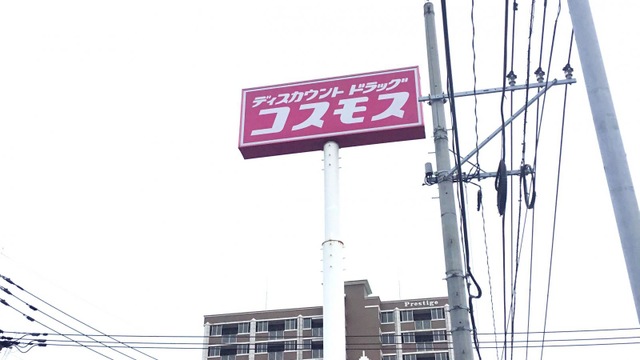 ディスカウント ドラッグ
コスモス
Prestige